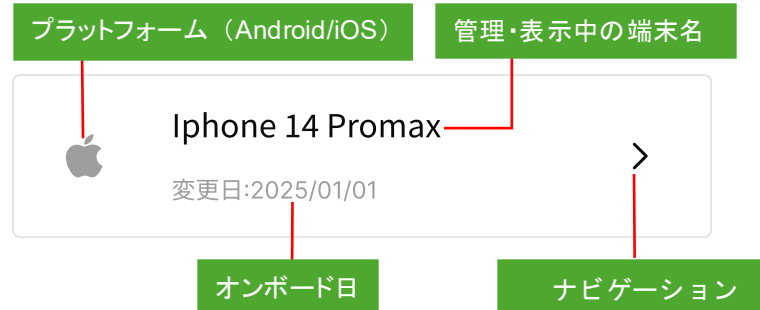 プラットフォーム（Android/iOS）
管理・表示中の端末名
Iphone 14 Promax
変更日:2025/01/01
オンボード日
ナビゲーション